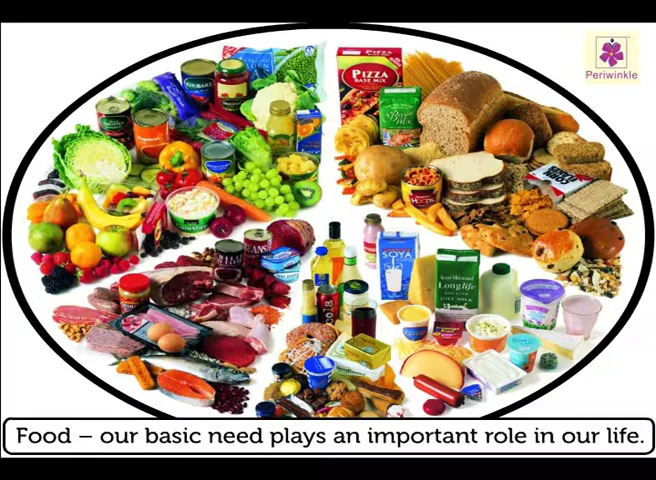 Periwinkle
PIZZA
BASE MIX
SOYA
Longlife
Food – our basic need plays an important role in our life.